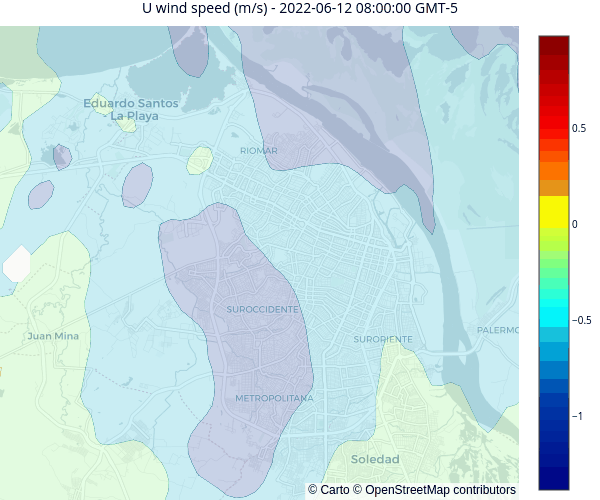 U wind speed (m/s) - 2022-06-12 08:00:00 GMT-5
Eduardo Santos
La Playa
RIOMAR
0.5
0
SUROCCIDENTE
−0.5
Juan Mina
SURORIENTE
PALERMO
METROPOLITANA
−1
Soledad
© Carto © OpenStreetMap contributors